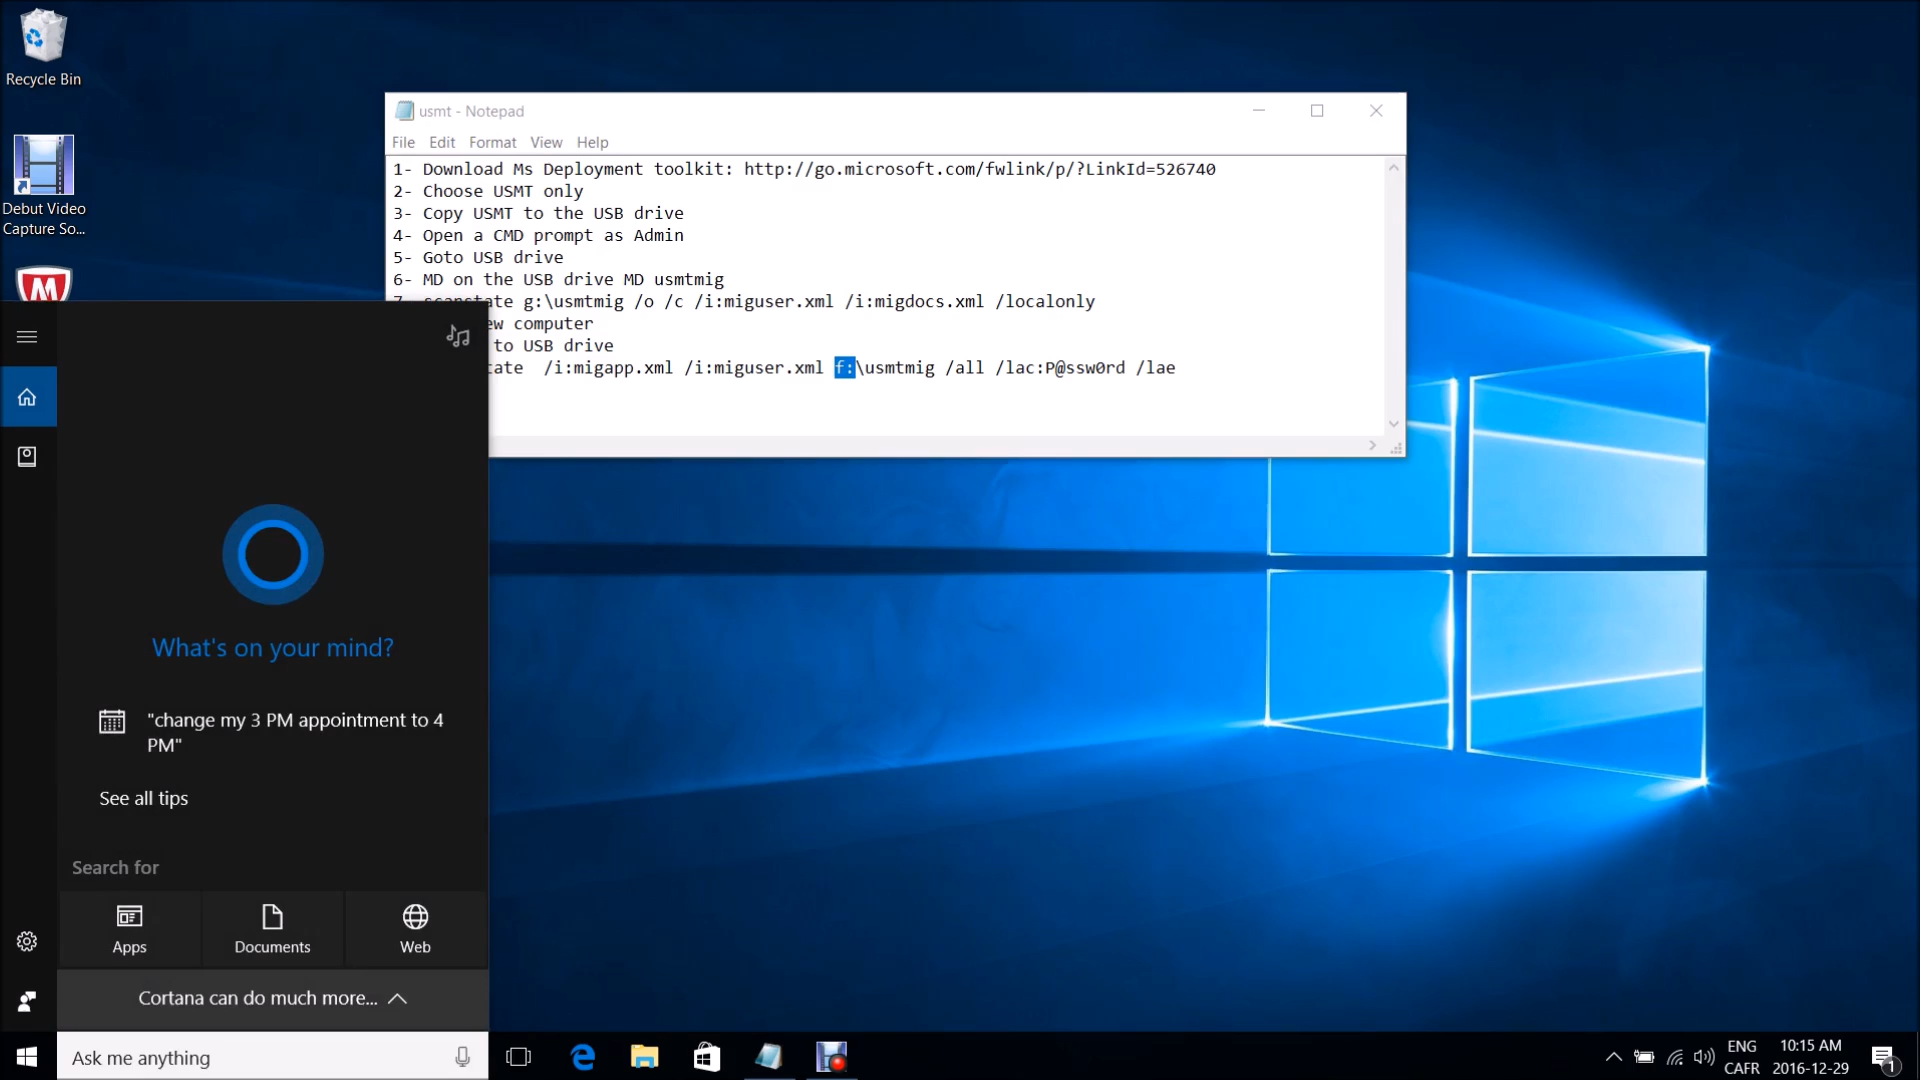 Recycle Bin
Debut Video
Capture So...
usmt - Notepad
File Edit Format View Help
1- Download Ms Deployment toolkit: http://go.microsoft.com/fwlink/p/?LinkId=526740
2- Choose USMT only
3- Copy USMT to the USB drive
4- Open a CMD prompt as Admin
5- Goto USB drive
6- MD on the USB drive MD usmtmig
7- scanstate g:\usmtmig /o /c /i:miguser.xml /i:migdocs.xml /localonly
ew computer
to USB drive
tate /i:migapp.xml /i:miguser.xml f:\usmtmig /all /lac:P@ssw0rd /lae
What's on your mind?
"change my 3 PM appointment to 4
PM"
See all tips
Search for
Apps Documents Web
Cortana can do much more...
Ask me anything
ENG 10:15 AM
CAFR 2016-12-29
1